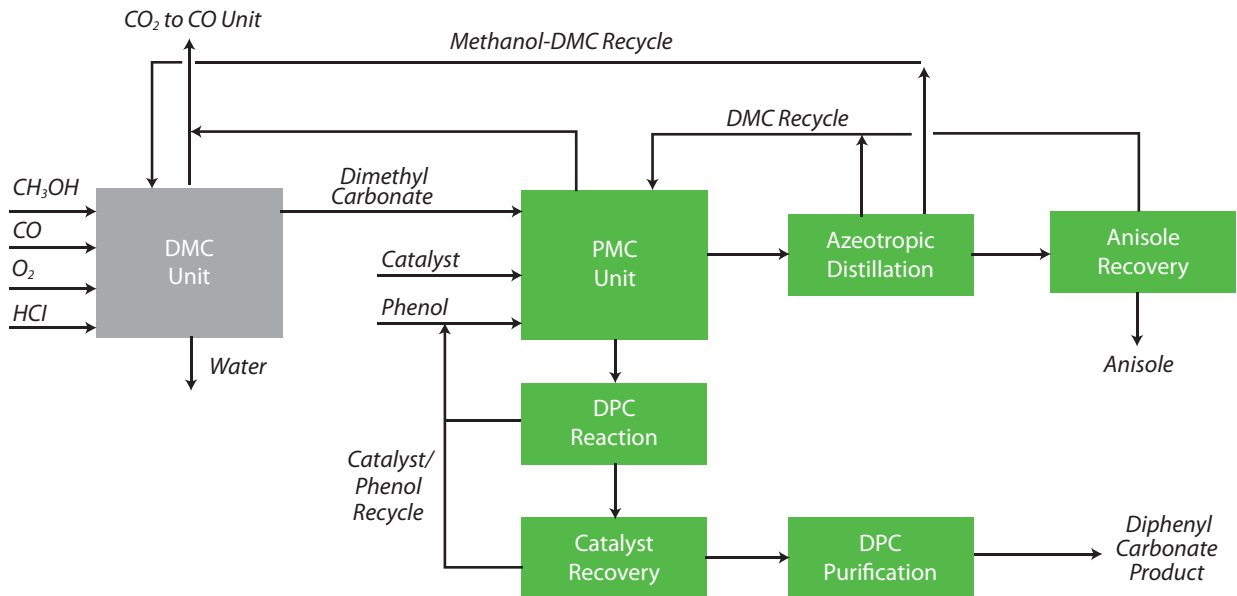 CO₂ to CO Unit
Methanol-DMC Recycle
DMC Recycle
CH₃OH
CO
O₂
HCl
DMC
Unit
Water
Dimethyl
Carbonate
Catalyst
Phenol
PMC
Unit
Azeotropic
Distillation
Anisole
Recovery
Anisole
DPC
Reaction
Catalyst/
Phenol
Recycle
Catalyst
Recovery
DPC
Purification
Diphenyl
Carbonate
Product